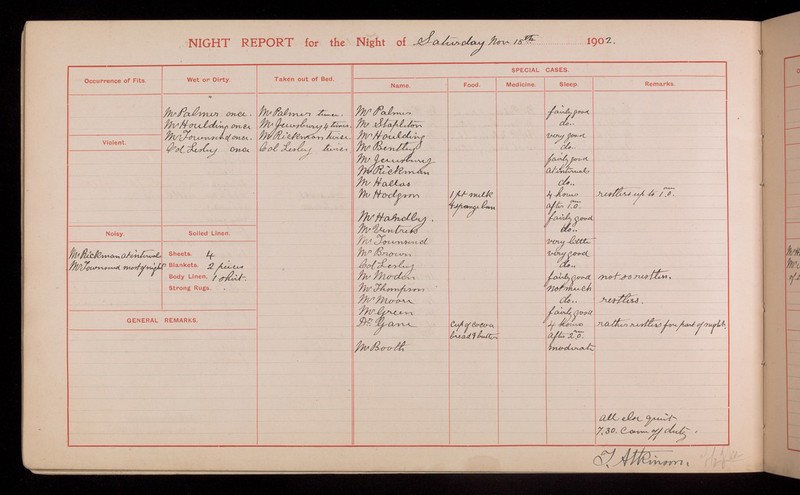 NIGHT REPORT for the Night of Saturday Nov 15th 1902.
Occurrence of Fits.
Wet or Dirty
Taken out of Bed.
SPECIAL CASES.
Name.
Food.
Medicine.
Sleep.
Remarks.
Mr Palmer once.
Mr Houlding once
Mr Townsend once.
Col Lesley once
Mr Palmer twice.
Mr Jewesbury 4 times
Mr Rickman twice.
Col Lesley twice
Violent.
Mr Palmer fairly good
Mr Stapleton do..
Mr Houlding very good
Mr Bentley do..
Mr Jewesbury fairly good
Mr Rickman at intervals
Mr Hallas do..
Mr Hodgson 1 pt milk 4 hours restless up to 1.0.
4 sponge buns after 1.0.
Mr Handley. fairly good
Mr Ventress do..
Mr Townsend very little
Mr Brown very good
Col Lesley do..
Mr Moden fairly good not so restless.
Mr Thompson not much
Mr Moon do.. restless.
Mr Green fairly good
Dr Cup of cocoa 4 hours rather restless for part of night.
bread & butter after 2.0.
Mr Booth moderate
Noisy.
Soiled Linen.
Mr Rickman at intervals
Mr Townsend most of night
Sheets. 4
Blankets. 2 pieces
Body Linen. 1 shirt.
Strong Rugs.
GENERAL REMARKS.
all else quiet
7.30. Came off duty.
Atkinson.